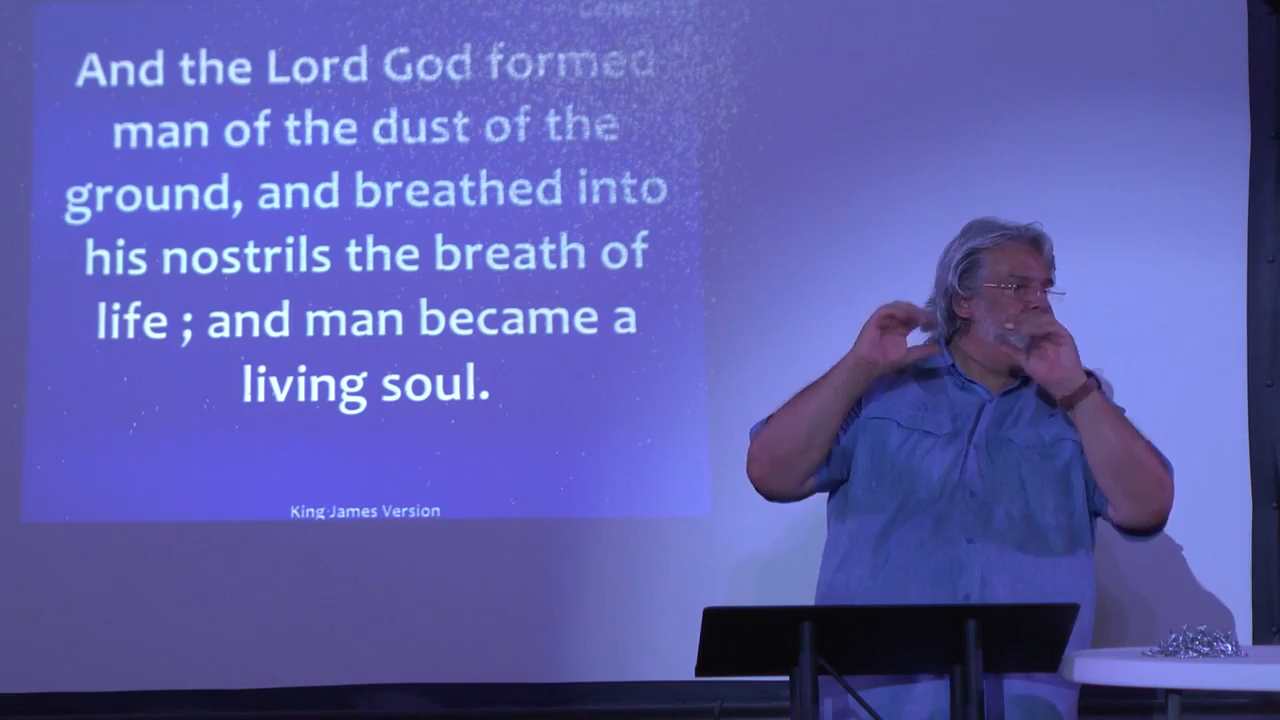 And the Lord God formed
man of the dust of the
ground, and breathed into
his nostrils the breath of
life ; and man became a
living soul.
King James Version